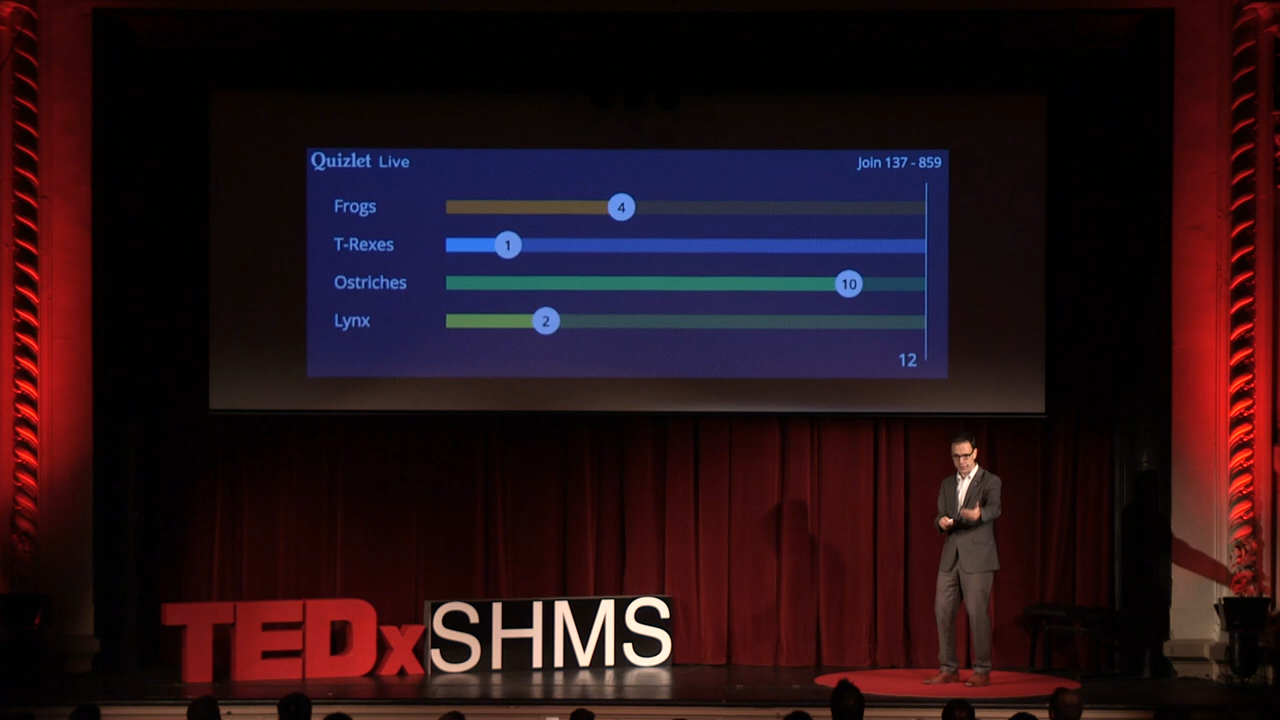 Quizlet Live
Join 137 - 859
Frogs
4
T-Rexes
1
Ostriches
10
Lynx
2
12
TEDxSHMS